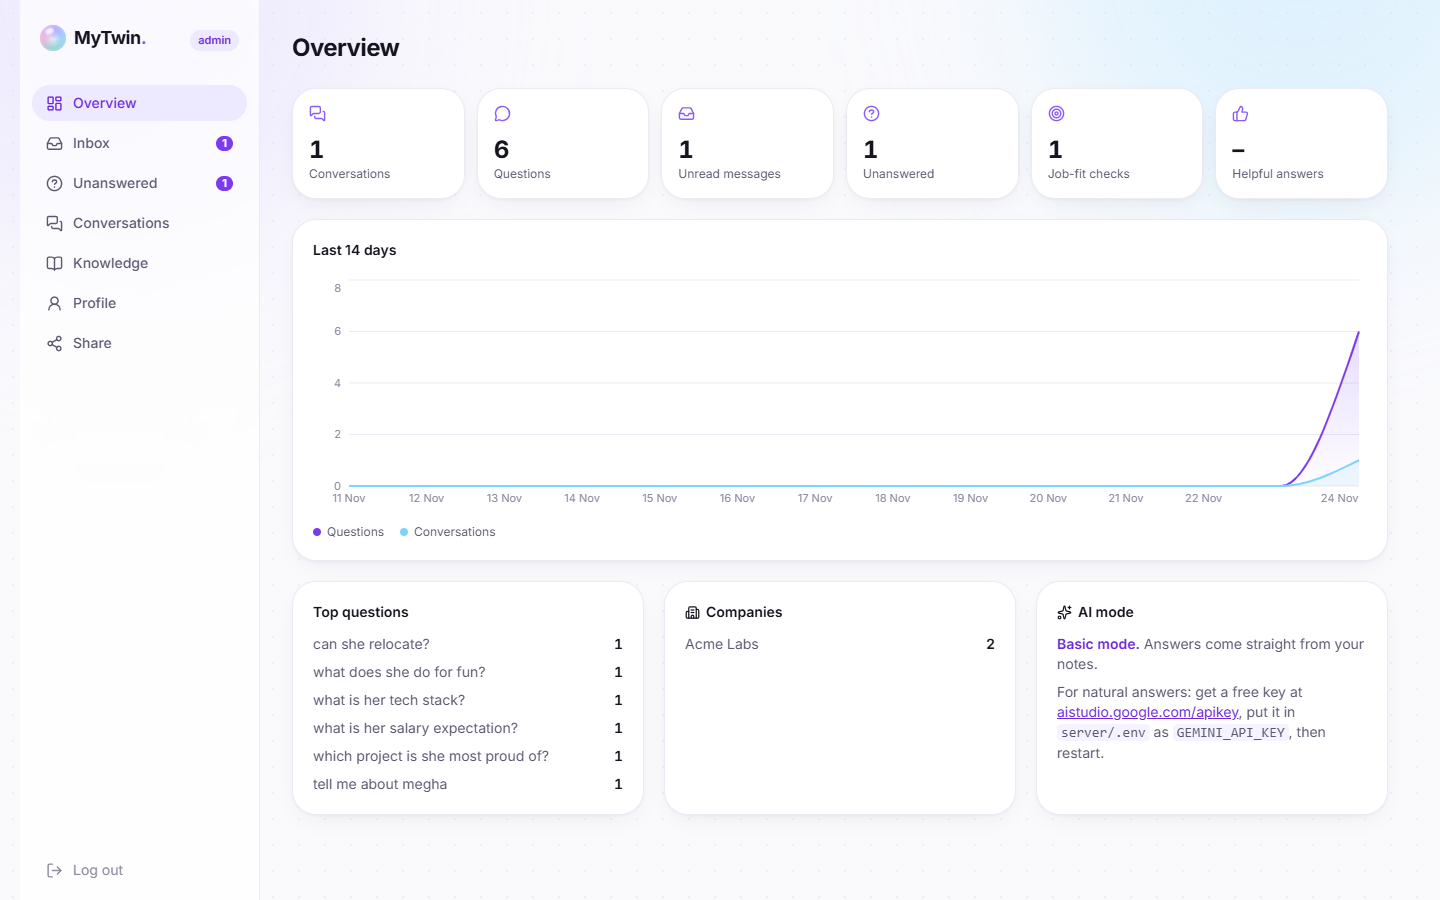 MyTwin.
admin
Overview
Inbox
1
Unanswered
1
Conversations
Knowledge
Profile
Share
Log out
Overview
1
Conversations
6
Questions
1
Unread messages
1
Unanswered
1
Job-fit checks
–
Helpful answers
Last 14 days
8
6
4
2
0
11 Nov 12 Nov 13 Nov 14 Nov 15 Nov 16 Nov 17 Nov 18 Nov 19 Nov 20 Nov 21 Nov 22 Nov 24 Nov
Questions Conversations
Top questions
can she relocate? 1
what does she do for fun? 1
what is her tech stack? 1
what is her salary expectation? 1
which project is she most proud of? 1
tell me about megha 1
Companies
Acme Labs 2
AI mode
Basic mode. Answers come straight from your
notes.
For natural answers: get a free key at
aistudio.google.com/apikey, put it in
server/.env as GEMINI_API_KEY, then
restart.